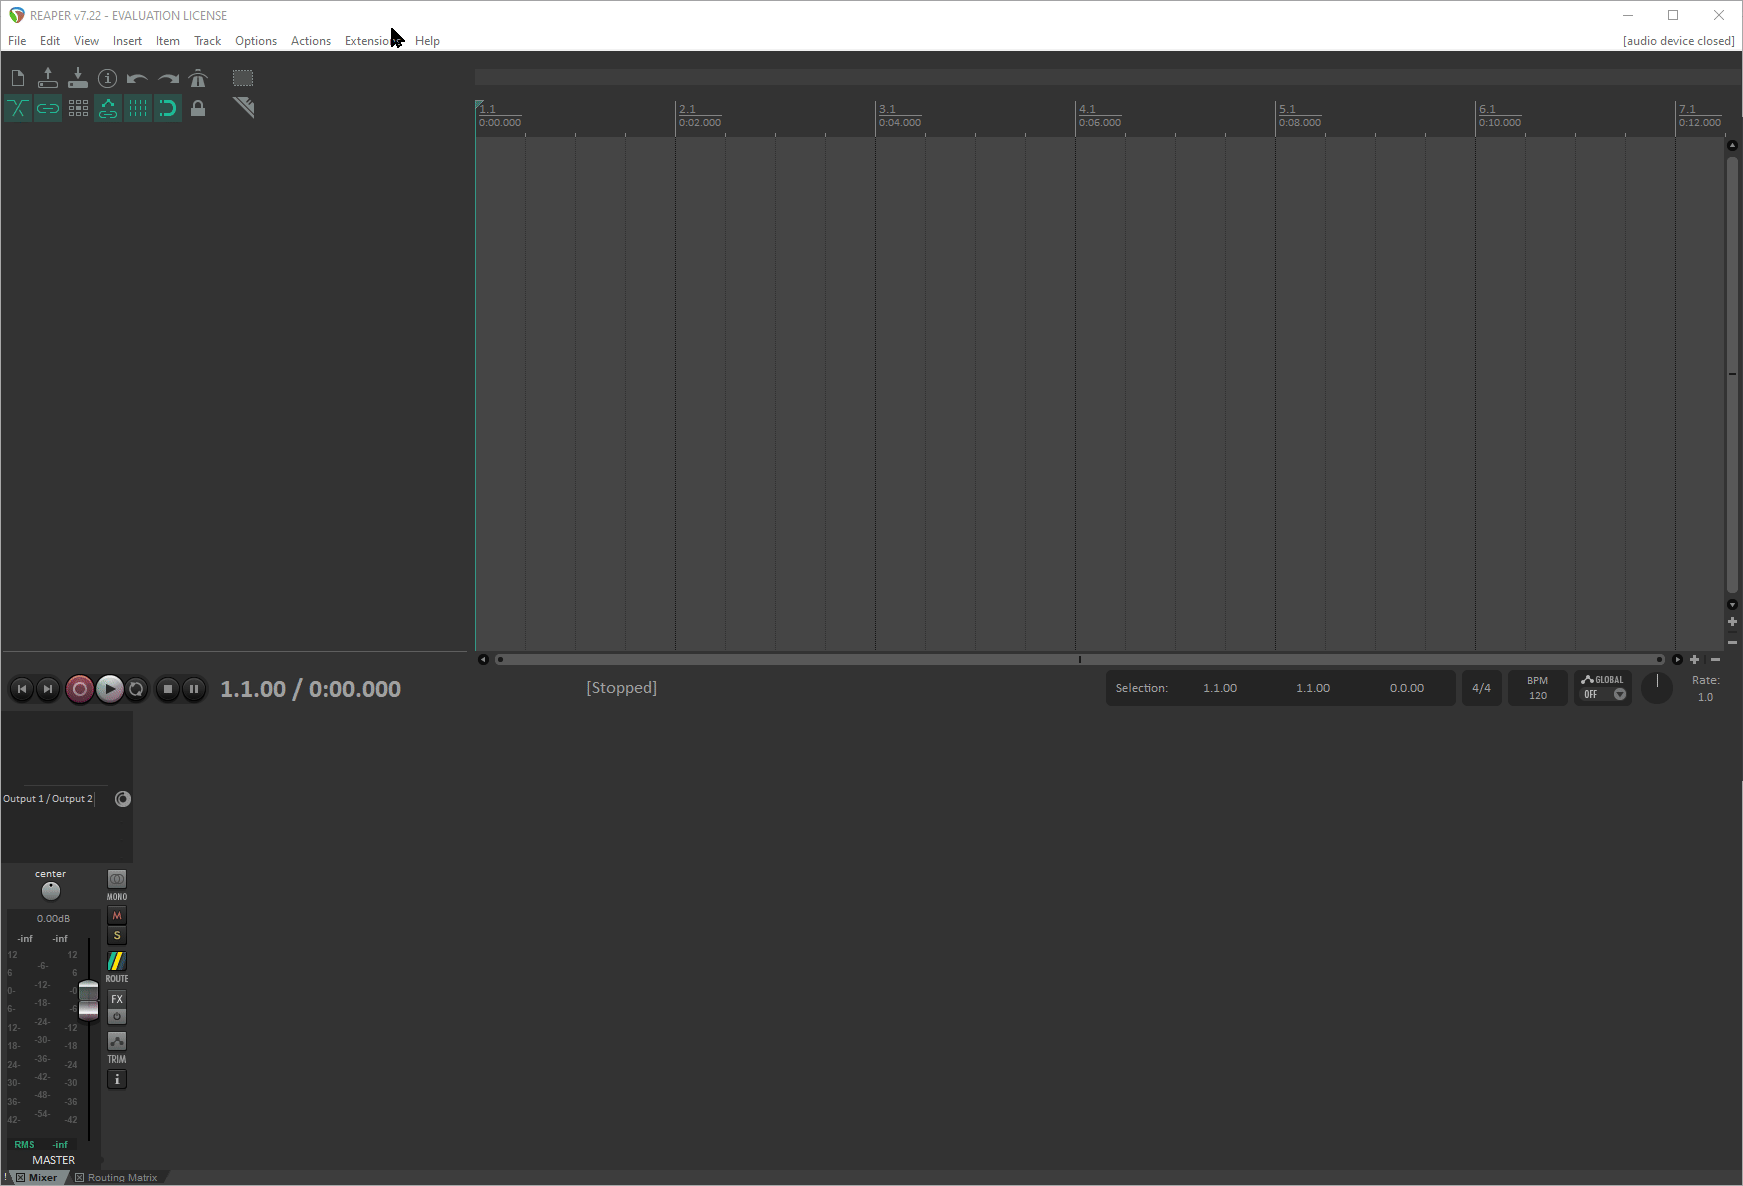 REAPER v7.22 - EVALUATION LICENSE
File Edit View Insert Item Track Options Actions Help
[audio device closed]
1.1 2.1 3.1 4.1 5.1 6.1 7.1
0:00.000 0:02.000 0:04.000 0:06.000 0:08.000 0:10.000 0:12.000
1.1.00 / 0:00.000
[Stopped]
Selection: 1.1.00 1.1.00 0.0.00
4/4
BPM
120
GLOBAL
OFF
Rate:
1.0
Output 1 / Output 2
center
MONO
0.00dB
M
-inf -inf
S
12 12
-6-
6 6
ROUTE
-12-
0- -0
FX
-18-
6- -6
-24-
12- -12
-30-
18- -18
-36-
TRIM
24- -24
-42-
30- -30
i
-48-
36- -36
-54-
42- -42
RMS -inf
MASTER
! Mixer Routing Matrix